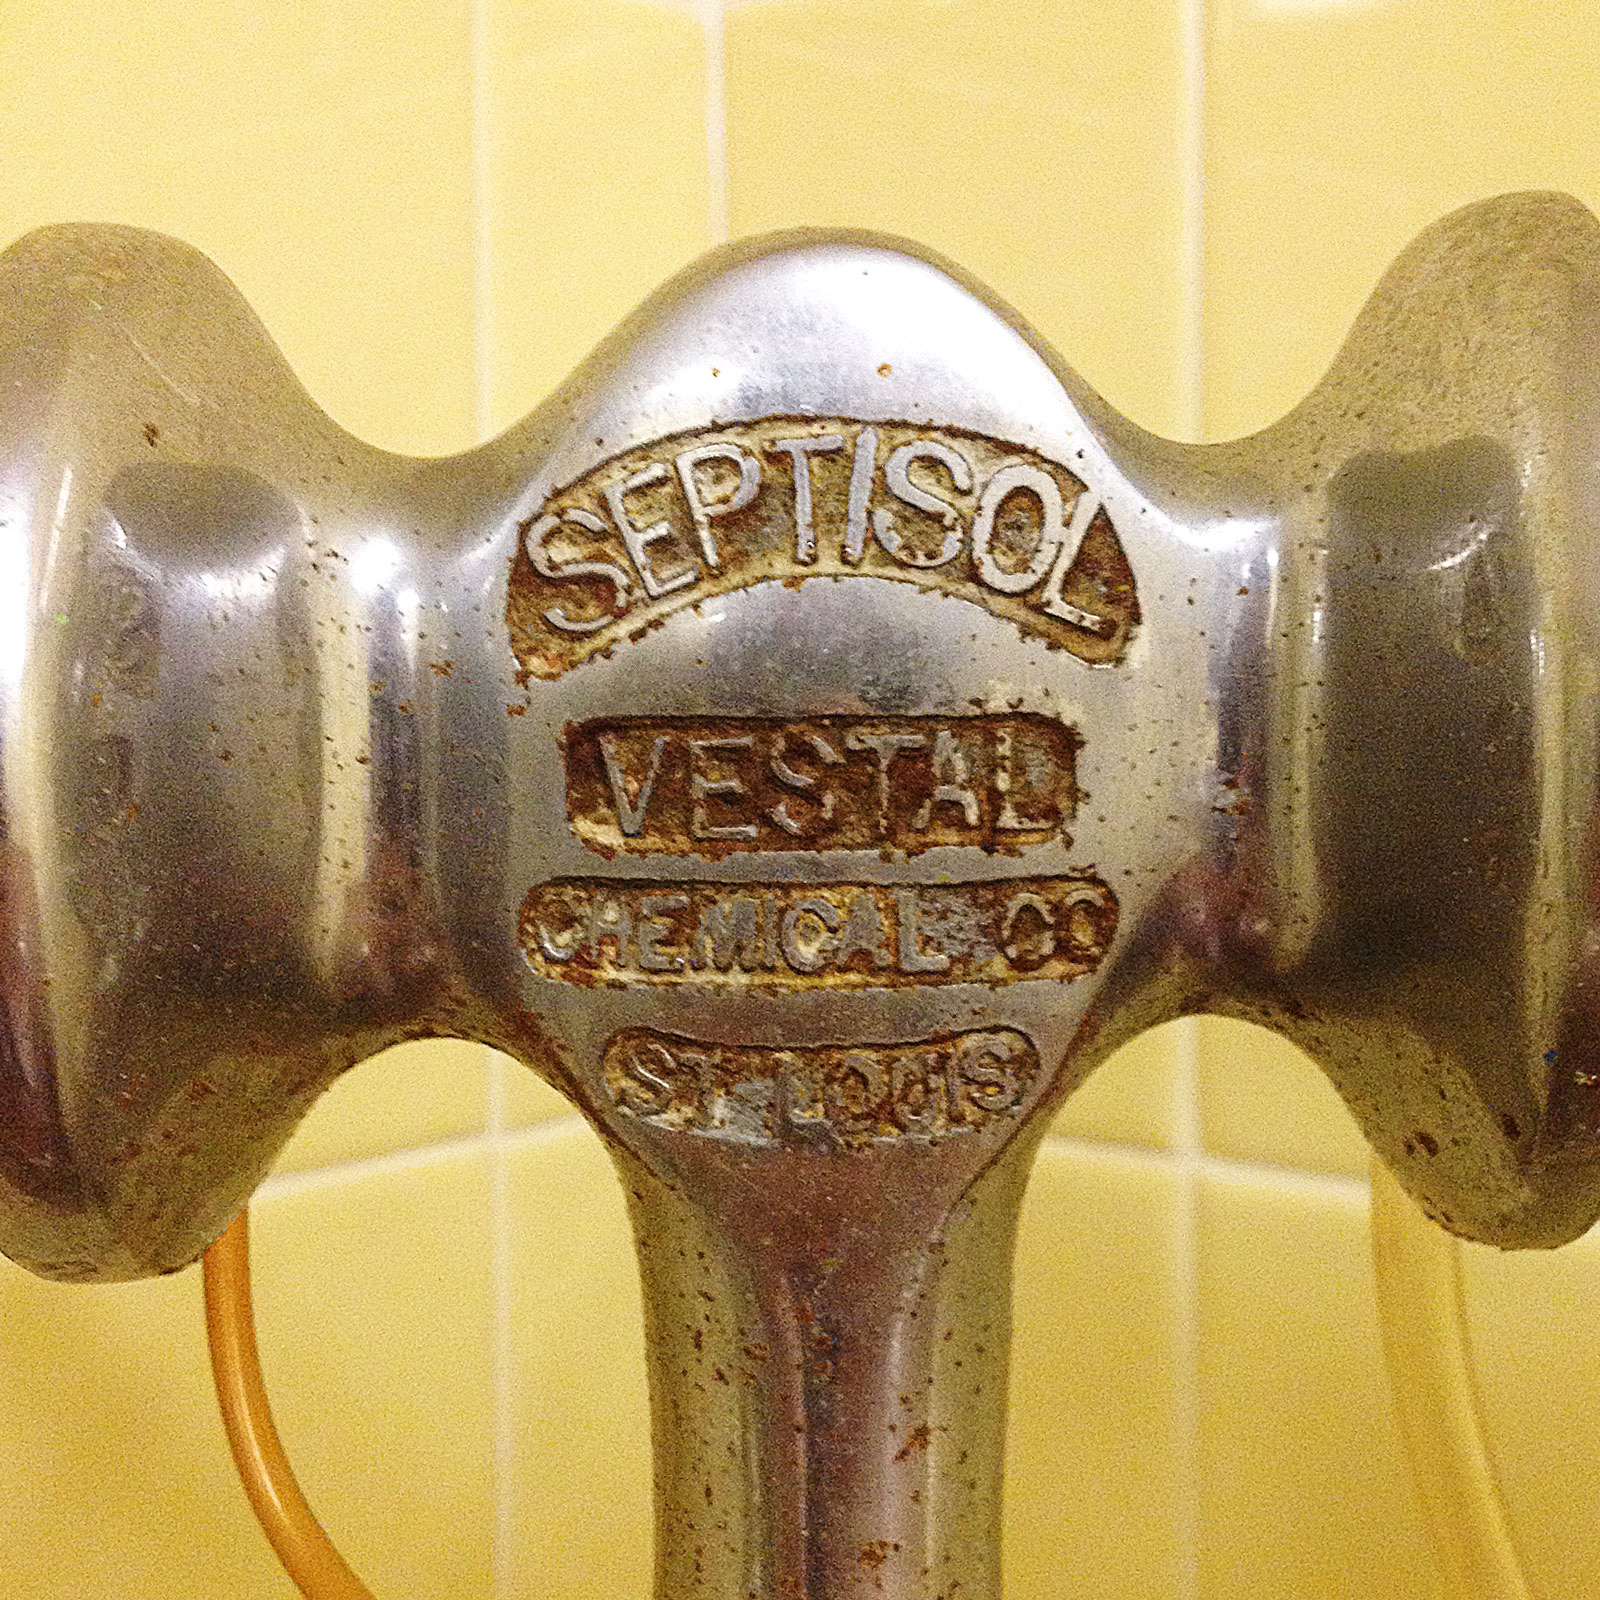 SEPTISOL
VESTAL
CHEMICAL CO
ST. LOUIS